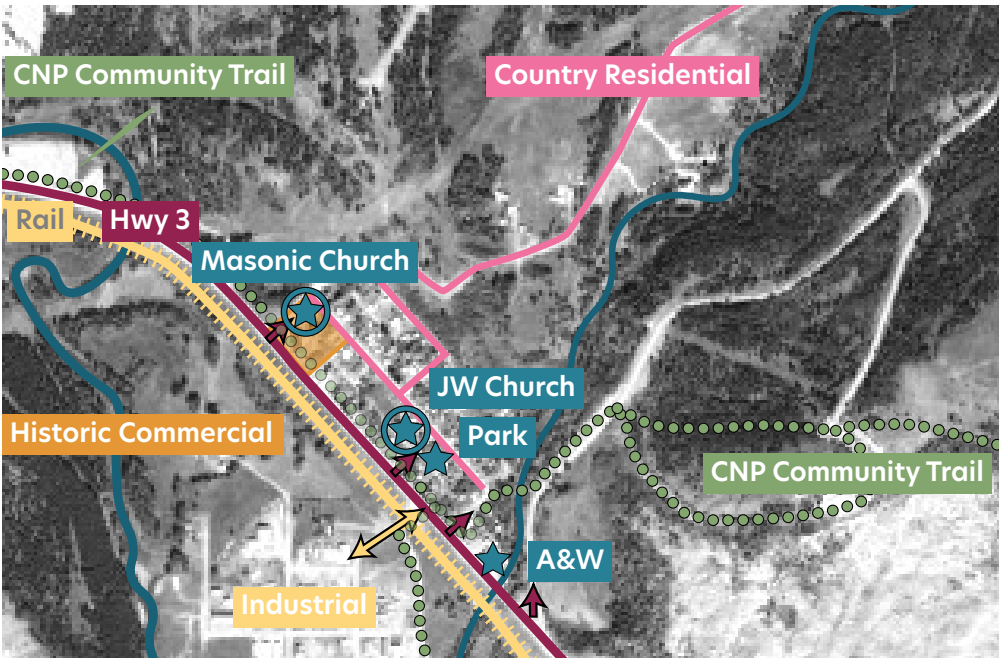 CNP Community Trail
Country Residential
Rail
Hwy 3
Masonic Church
JW Church
Historic Commercial
Park
CNP Community Trail
A&W
Industrial